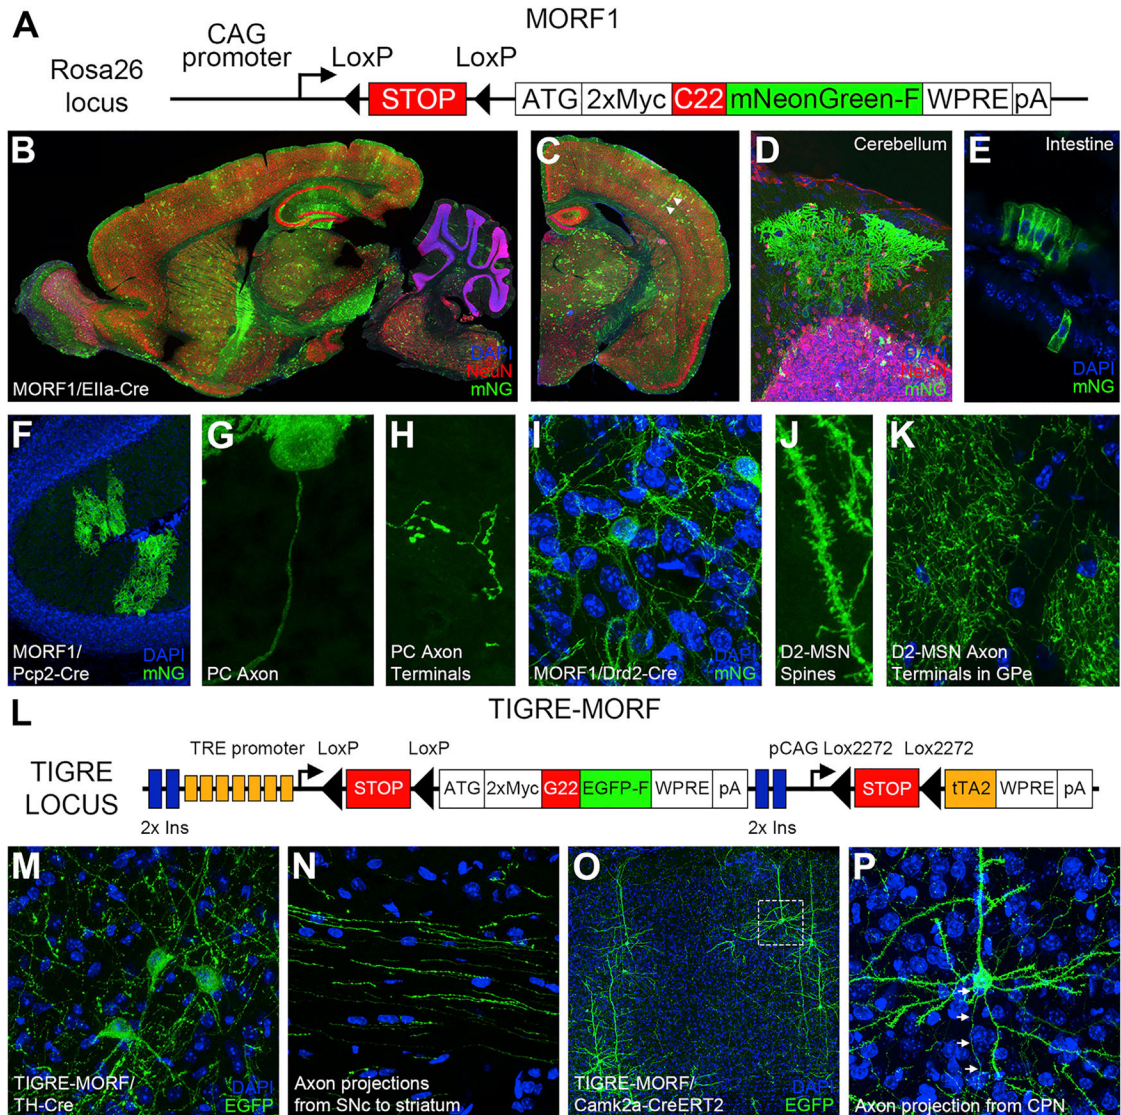 A
MORF1
CAG
promoter
LoxP
LoxP
Rosa26
locus
STOP
ATG
2xMyc
C22
mNeonGreen-F
WPRE
pA
B
DAPI
NeuN
mNG
MORF1/EIIa-Cre
C
D
Cerebellum
DAPI
NeuN
mNG
E
Intestine
DAPI
mNG
F
MORF1/
Pcp2-Cre
DAPI
mNG
G
PC Axon
H
PC Axon
Terminals
I
MORF1/Drd2-Cre
DAPI
mNG
J
D2-MSN
Spines
K
D2-MSN Axon
Terminals in GPe
L
TIGRE-MORF
TRE promoter
LoxP
LoxP
pCAG
Lox2272
Lox2272
TIGRE
LOCUS
STOP
ATG
2xMyc
G22
EGFP-F
WPRE
pA
STOP
tTA2
WPRE
pA
2x Ins
2x Ins
M
TIGRE-MORF/
TH-Cre
DAPI
EGFP
N
Axon projections
from SNc to striatum
O
TIGRE-MORF/
Camk2a-CreERT2
DAPI
EGFP
P
Axon projection from CPN